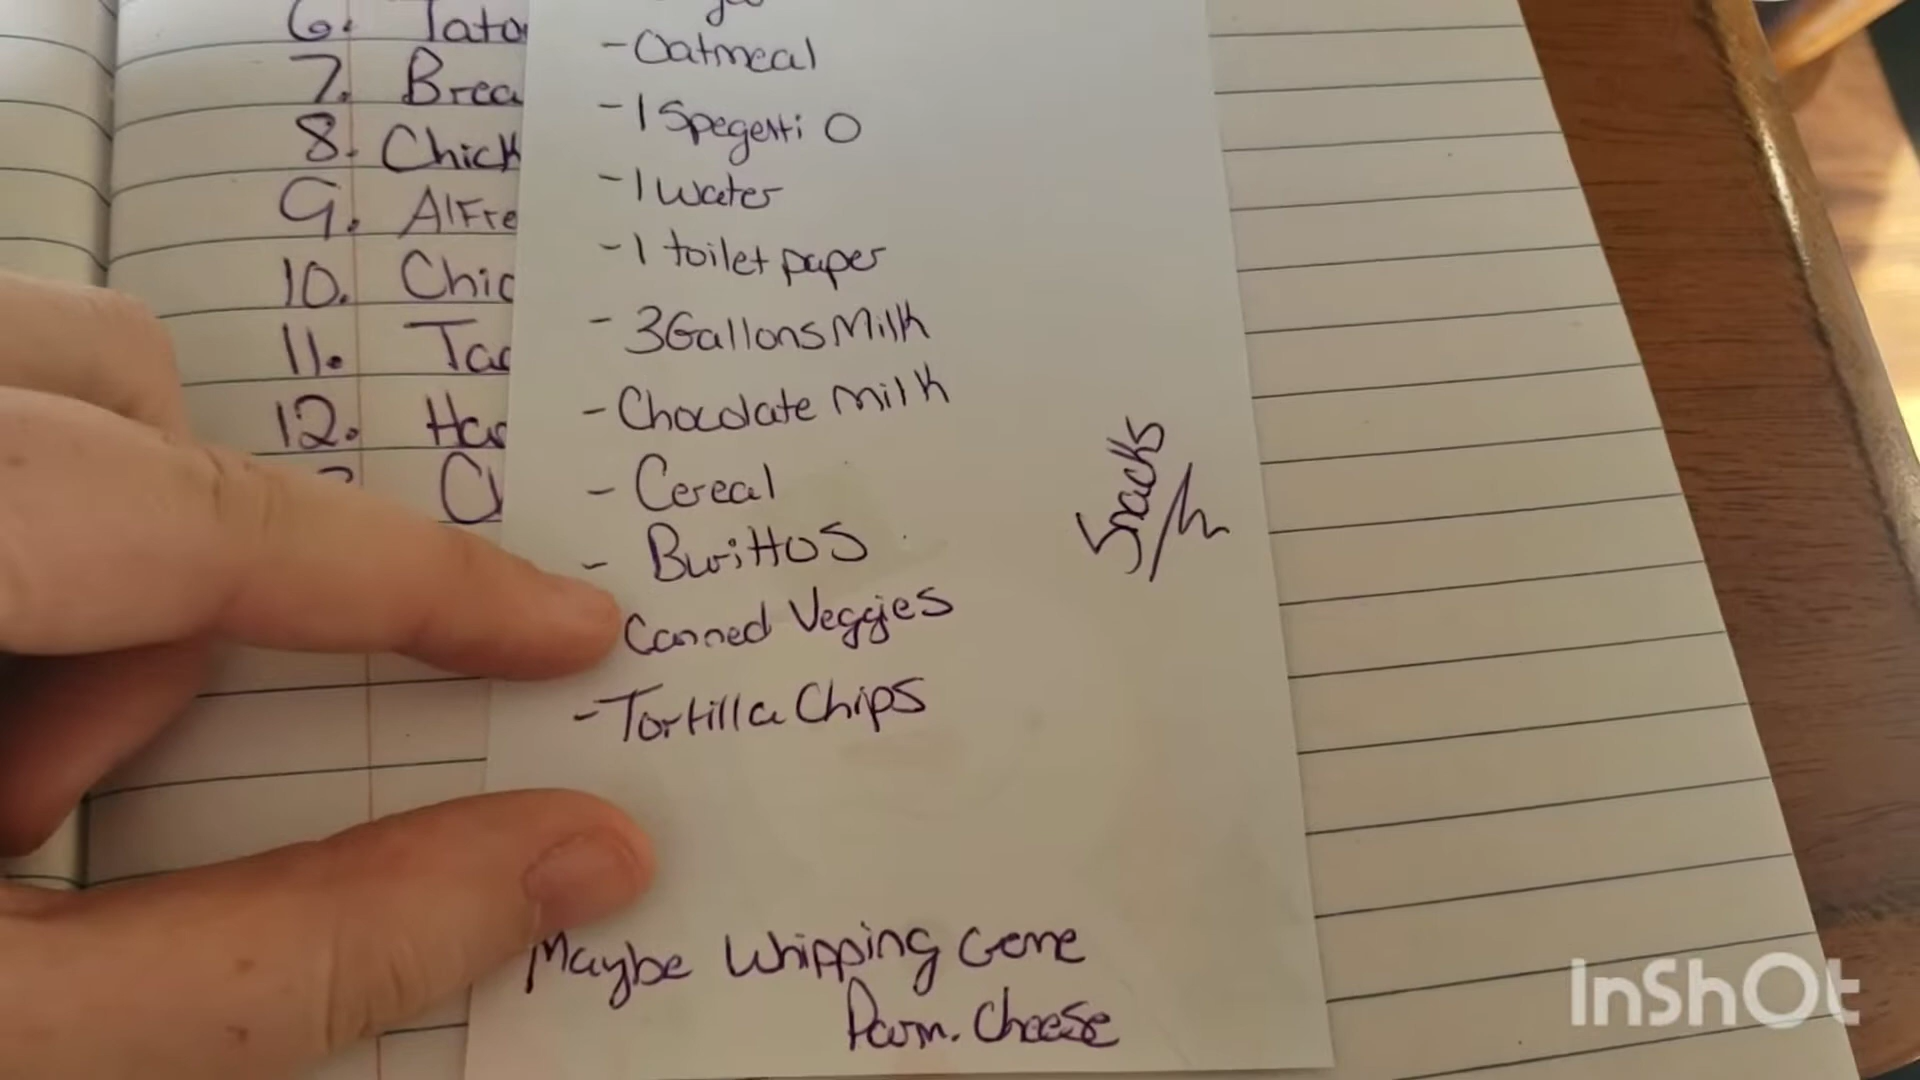 6. Tato
7. Brea
8. Chick
9. Alfre
10. Chic
11. Tac
12. Ha
- Oatmeal
- 1 Spegetti O
- 1 water
- 1 toilet paper
- 3 Gallons Milk
- Chocolate milk
- Cereal
- Burittos
Canned Veggies
- Tortilla Chips
Snacks
Maybe Whipping Creme
Parm. Cheese
InShOt